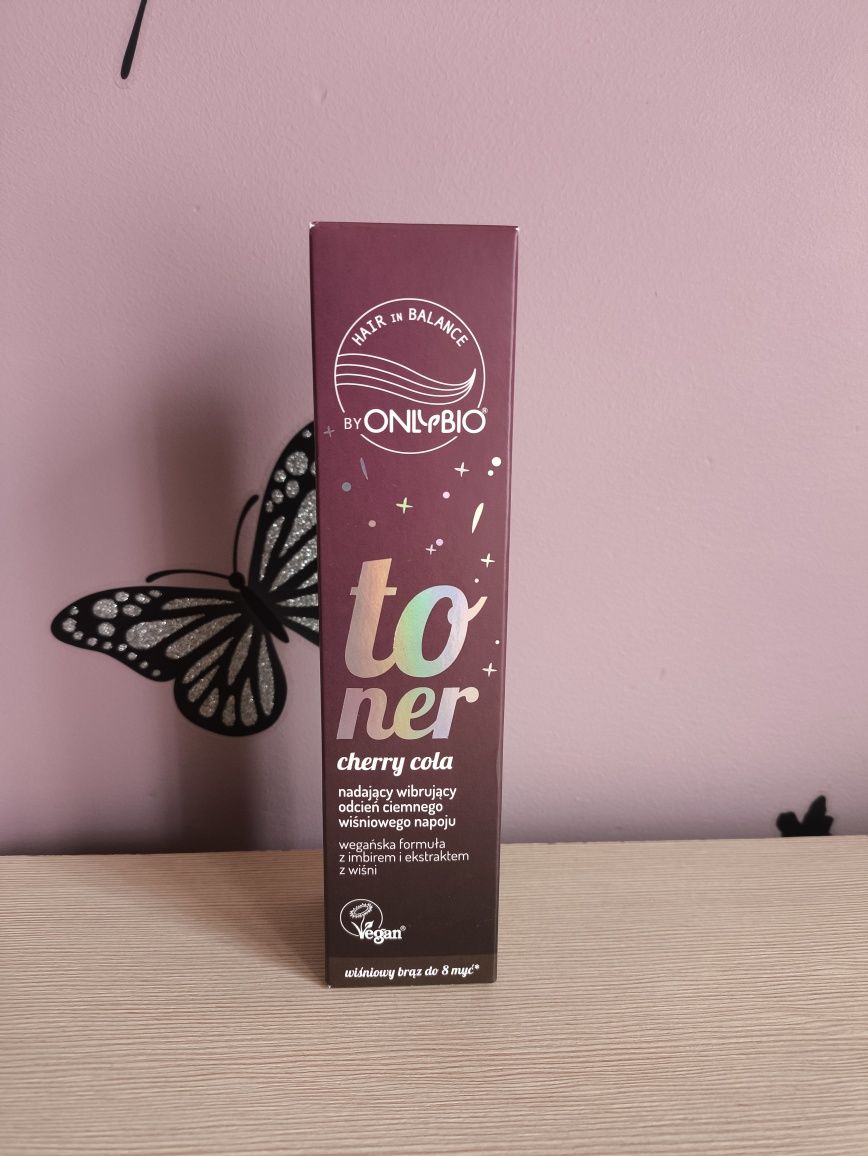 HAIR IN BALANCE
BY ONLYBIO®
to
ner
cherry cola
nadający wibrujący
odcień ciemnego
wiśniowego napoju
wegańska formuła
z imbirem i ekstraktem
z wiśni
Vegan®
wiśniowy brąz do 8 myć*